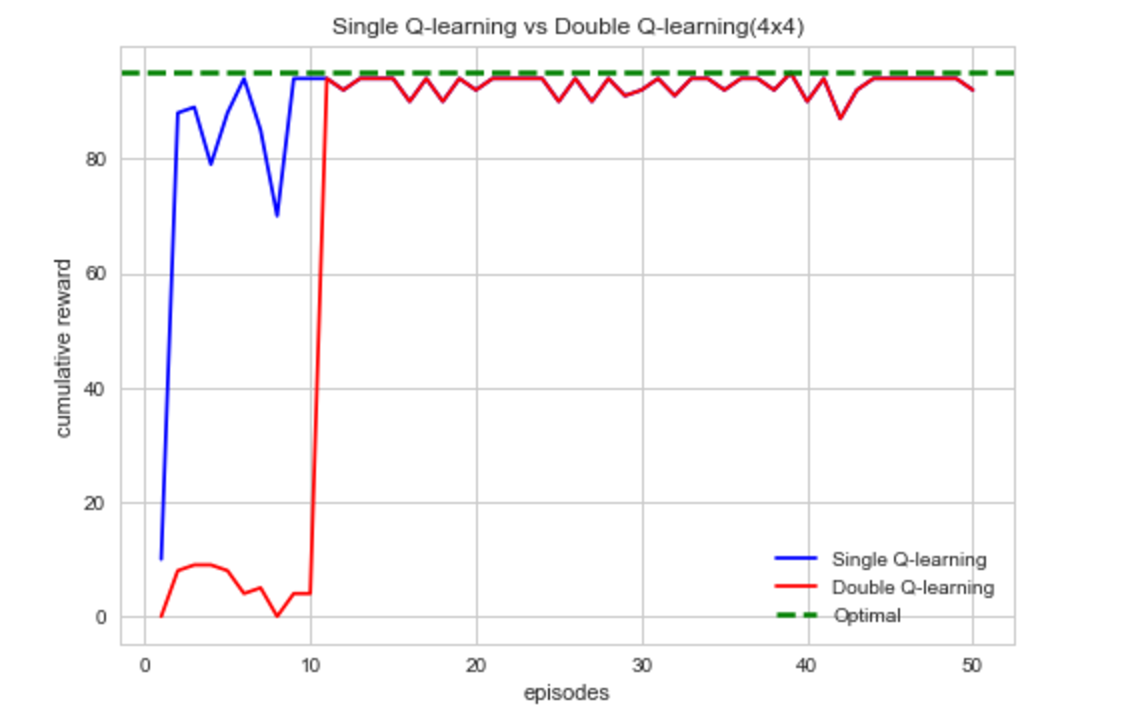 Single Q-learning vs Double Q-learning(4x4)
cumulative reward
80
60
40
20
0
Single Q-learning
Double Q-learning
Optimal
0 10 20 30 40 50
episodes